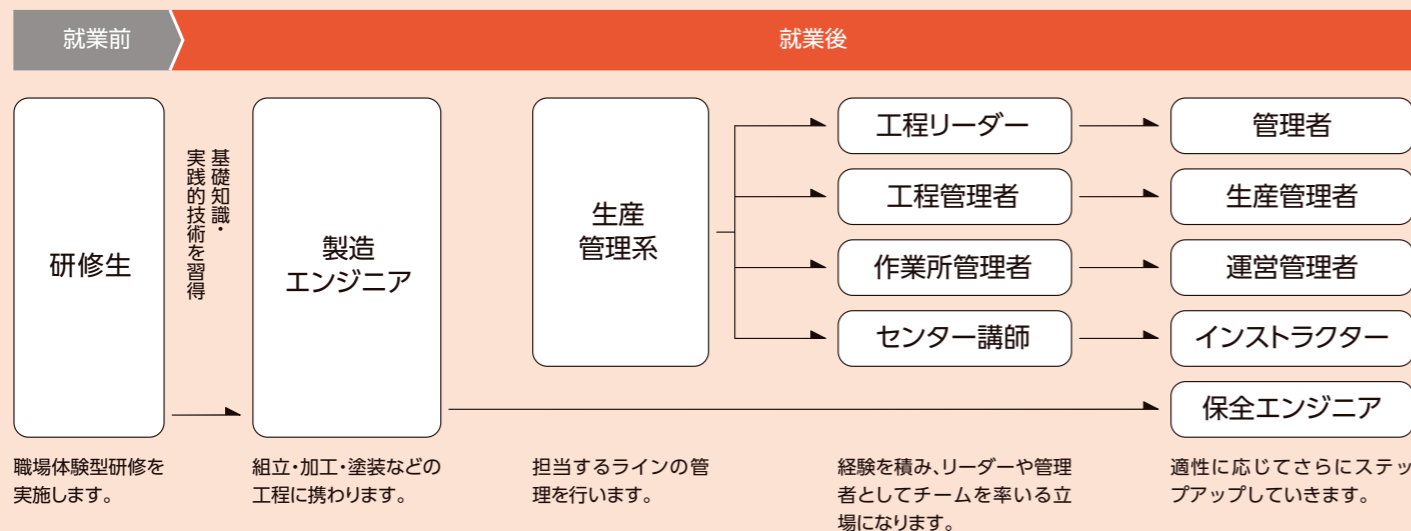 就業前
就業後
研修生
基礎知識・
実践的技術を習得
製造
エンジニア
生産
管理系
工程リーダー
管理者
工程管理者
生産管理者
作業所管理者
運営管理者
センター講師
インストラクター
保全エンジニア
職場体験型研修を
実施します。
組立・加工・塗装などの
工程に携わります。
担当するラインの管
理を行います。
経験を積み、リーダーや管理
者としてチームを率いる立
場になります。
適性に応じてさらにステッ
プアップしていきます。